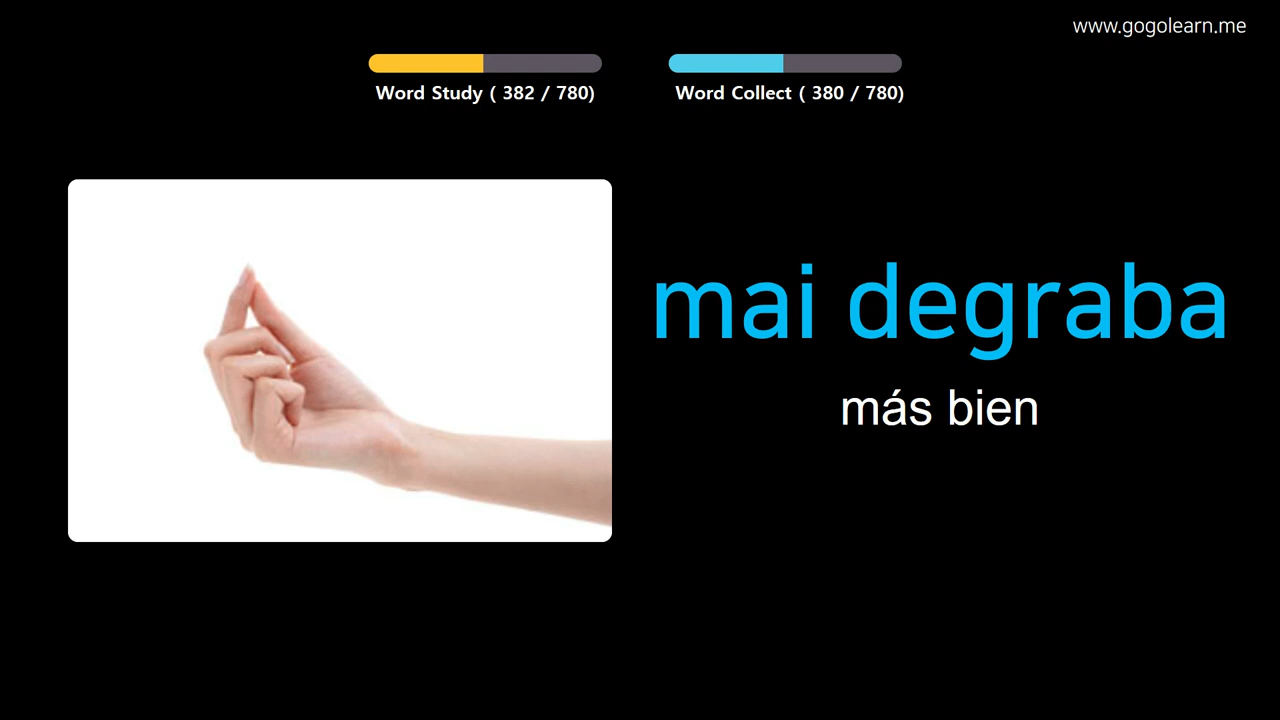 www.gogolearn.me
Word Study ( 382 / 780)
Word Collect ( 380 / 780)
mai degraba
más bien